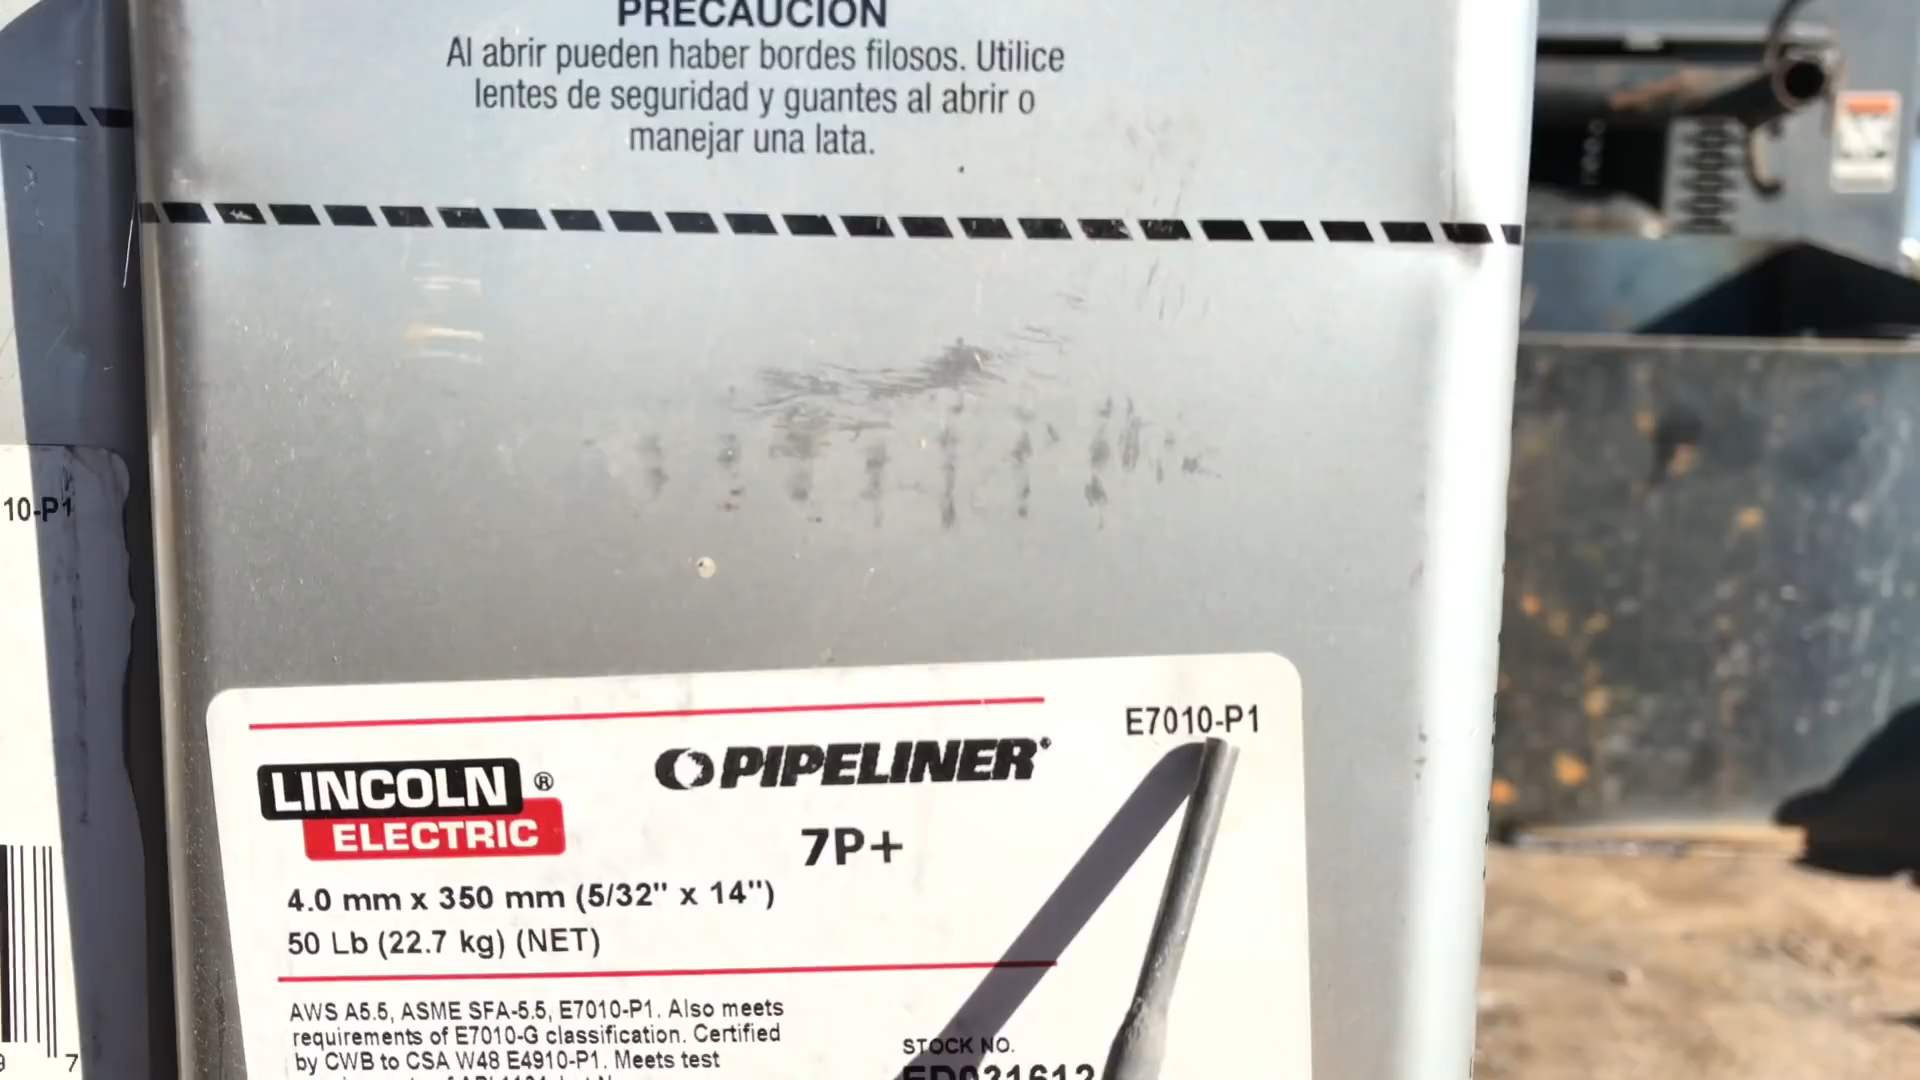 PRECAUCION
Al abrir pueden haber bordes filosos. Utilice
lentes de seguridad y guantes al abrir o
manejar una lata.
10-P1
E7010-P1
LINCOLN ®
ELECTRIC
PIPELINER®
7P+
4.0 mm x 350 mm (5/32" x 14")
50 Lb (22.7 kg) (NET)
AWS A5.5, ASME SFA-5.5, E7010-P1. Also meets
requirements of E7010-G classification. Certified
by CWB to CSA W48 E4910-P1. Meets test
STOCK NO.
ED031612
7